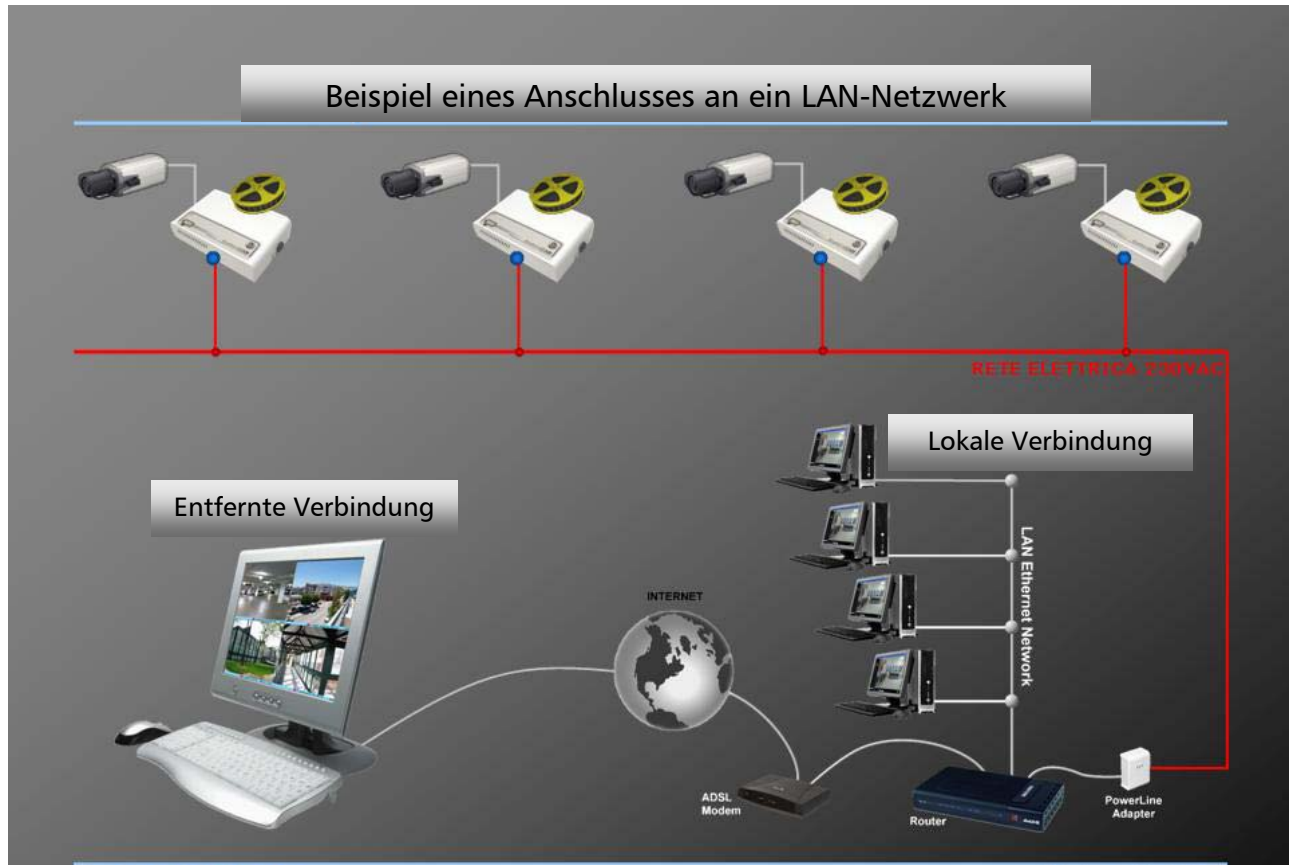 Beispiel eines Anschlusses an ein LAN-Netzwerk
RETE ELETTRICA 230VAC
Lokale Verbindung
Entfernte Verbindung
LAN Ethernet Network
INTERNET
ADSL
Modem
Router
PowerLine
Adapter